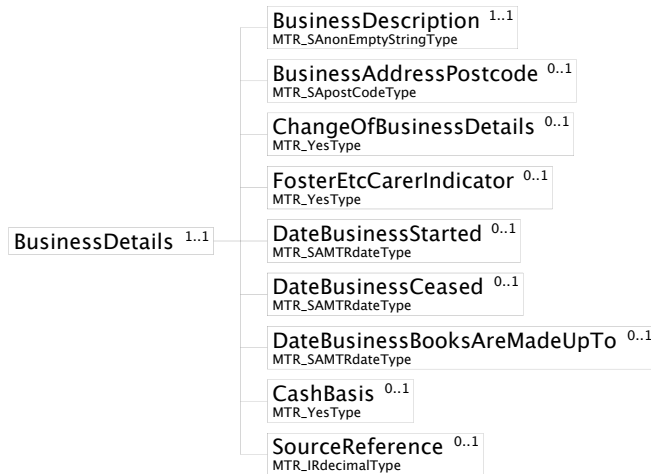 BusinessDescription 1..1
MTR_SAnonEmptyStringType
BusinessAddressPostcode 0..1
MTR_SApostCodeType
ChangeOfBusinessDetails 0..1
MTR_YesType
FosterEtcCarerIndicator 0..1
MTR_YesType
BusinessDetails 1..1
DateBusinessStarted 0..1
MTR_SAMTRdateType
DateBusinessCeased 0..1
MTR_SAMTRdateType
DateBusinessBooksAreMadeUpTo 0..1
MTR_SAMTRdateType
CashBasis 0..1
MTR_YesType
SourceReference 0..1
MTR_IRdecimalType